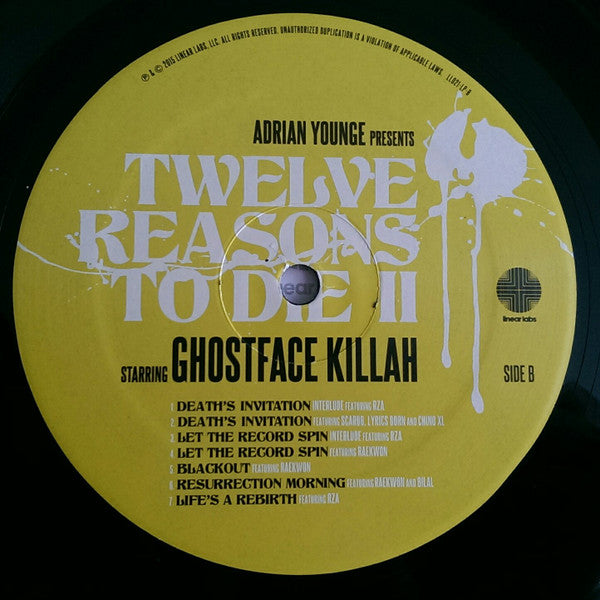 ℗ & © 2015 LINEAR LABS, LLC. ALL RIGHTS RESERVED. UNAUTHORIZED DUPLICATION IS A VIOLATION OF APPLICABLE LAWS. LL021 LP B
ADRIAN YOUNGE PRESENTS
TWELVE
REASONS
TO DIE II
STARRING GHOSTFACE KILLAH
linear labs
SIDE B
1 DEATH'S INVITATION INTERLUDE FEATURING RZA
2 DEATH'S INVITATION FEATURING SCARUB, LYRICS BORN AND CHINO XL
3 LET THE RECORD SPIN INTERLUDE FEATURING RZA
4 LET THE RECORD SPIN FEATURING RAEKWON
5 BLACKOUT FEATURING RAEKWON
6 RESURRECTION MORNING FEATURING RAEKWON AND BILAL
7 LIFE'S A REBIRTH FEATURING RZA